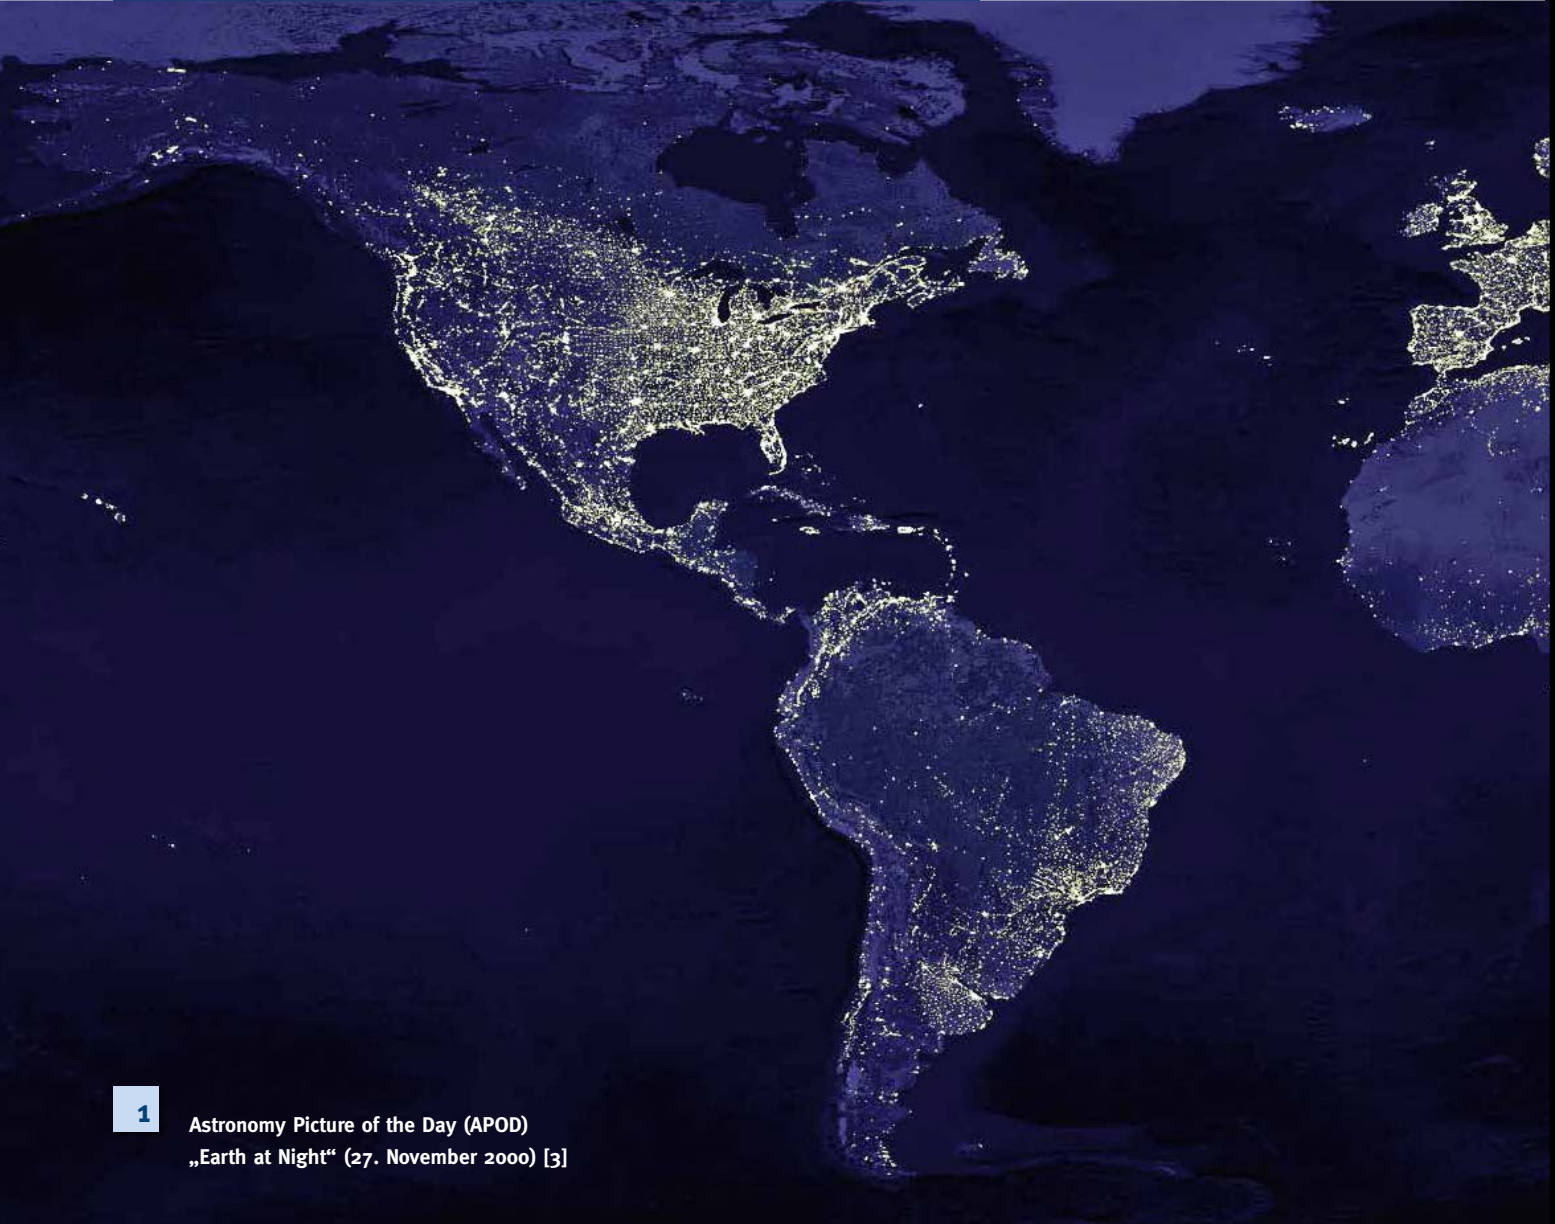 1
Astronomy Picture of the Day (APOD)
„Earth at Night“ (27. November 2000) [3]